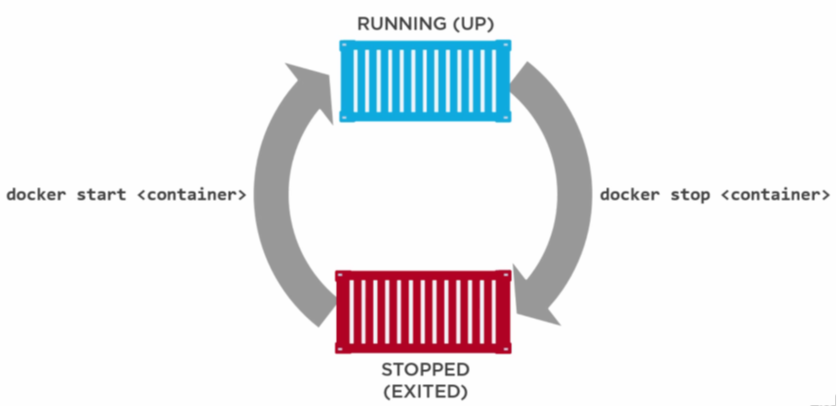 RUNNING (UP)
docker start <container>
docker stop <container>
STOPPED
(EXITED)